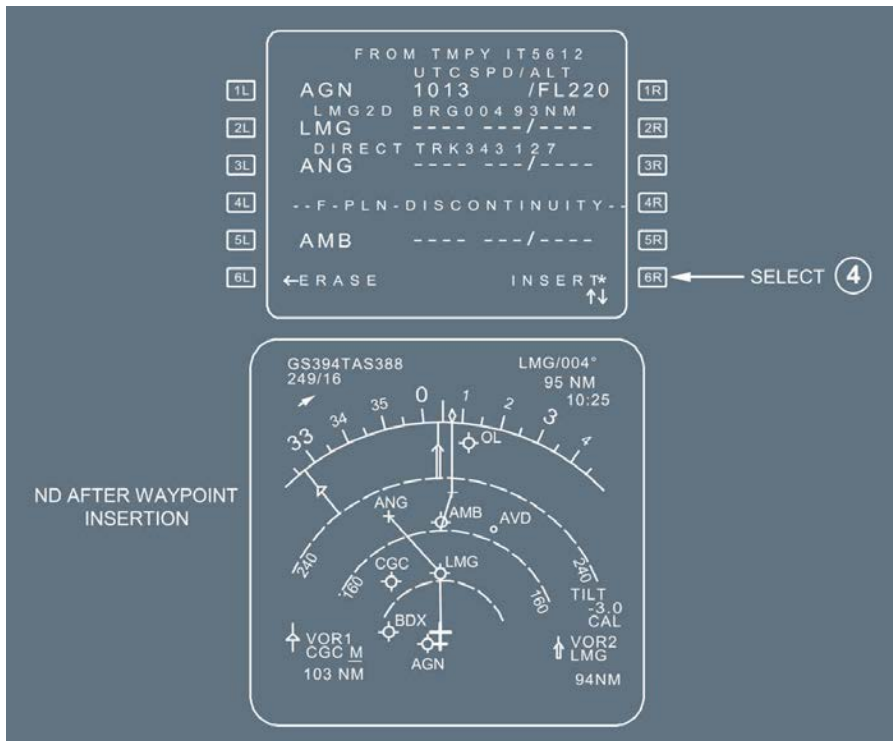 FROM TMPY IT5612
UTC SPD/ALT
1L AGN 1013 /FL220 1R
LMG2D BRG004 93NM
2L LMG ---- ---/---- 2R
DIRECT TRK343 127
3L ANG ---- ---/---- 3R
4L --F-PLN-DISCONTINUITY-- 4R
5L AMB ---- ---/---- 5R
6L ←ERASE INSERT* 6R SELECT 4
↑↓
GS394TAS388 LMG/004°
249/16 95 NM
10:25
33 34 35 0 1 2 3 4
OL
ND AFTER WAYPOINT
INSERTION
ANG AMB AVD
CGC LMG
240 160 160 240
TILT
-3.0
CAL
BDX
AGN
VOR1
CGC M
103 NM
VOR2
LMG
94NM